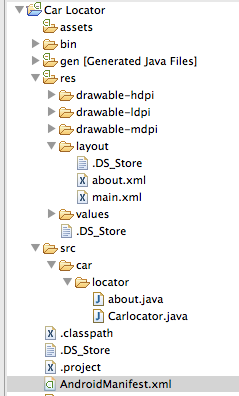 Car Locator
assets
bin
gen [Generated Java Files]
res
drawable-hdpi
drawable-ldpi
drawable-mdpi
layout
.DS_Store
about.xml
main.xml
values
.DS_Store
src
car
locator
about.java
Carlocator.java
.classpath
.DS_Store
.project
AndroidManifest.xml